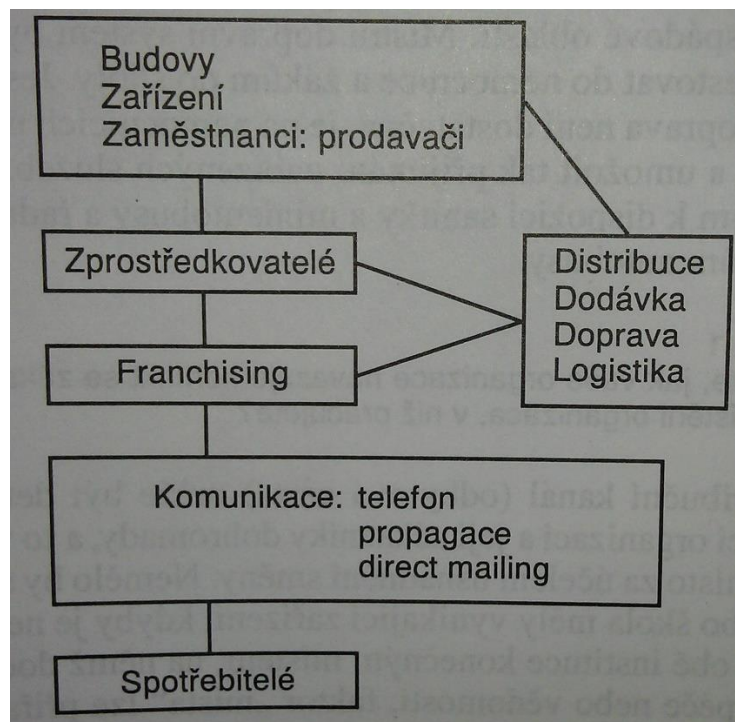 Budovy
Zařízení
Zaměstnanci: prodavači
Zprostředkovatelé
Distribuce
Dodávka
Doprava
Logistika
Franchising
Komunikace: telefon
propagace
direct mailing
Spotřebitelé